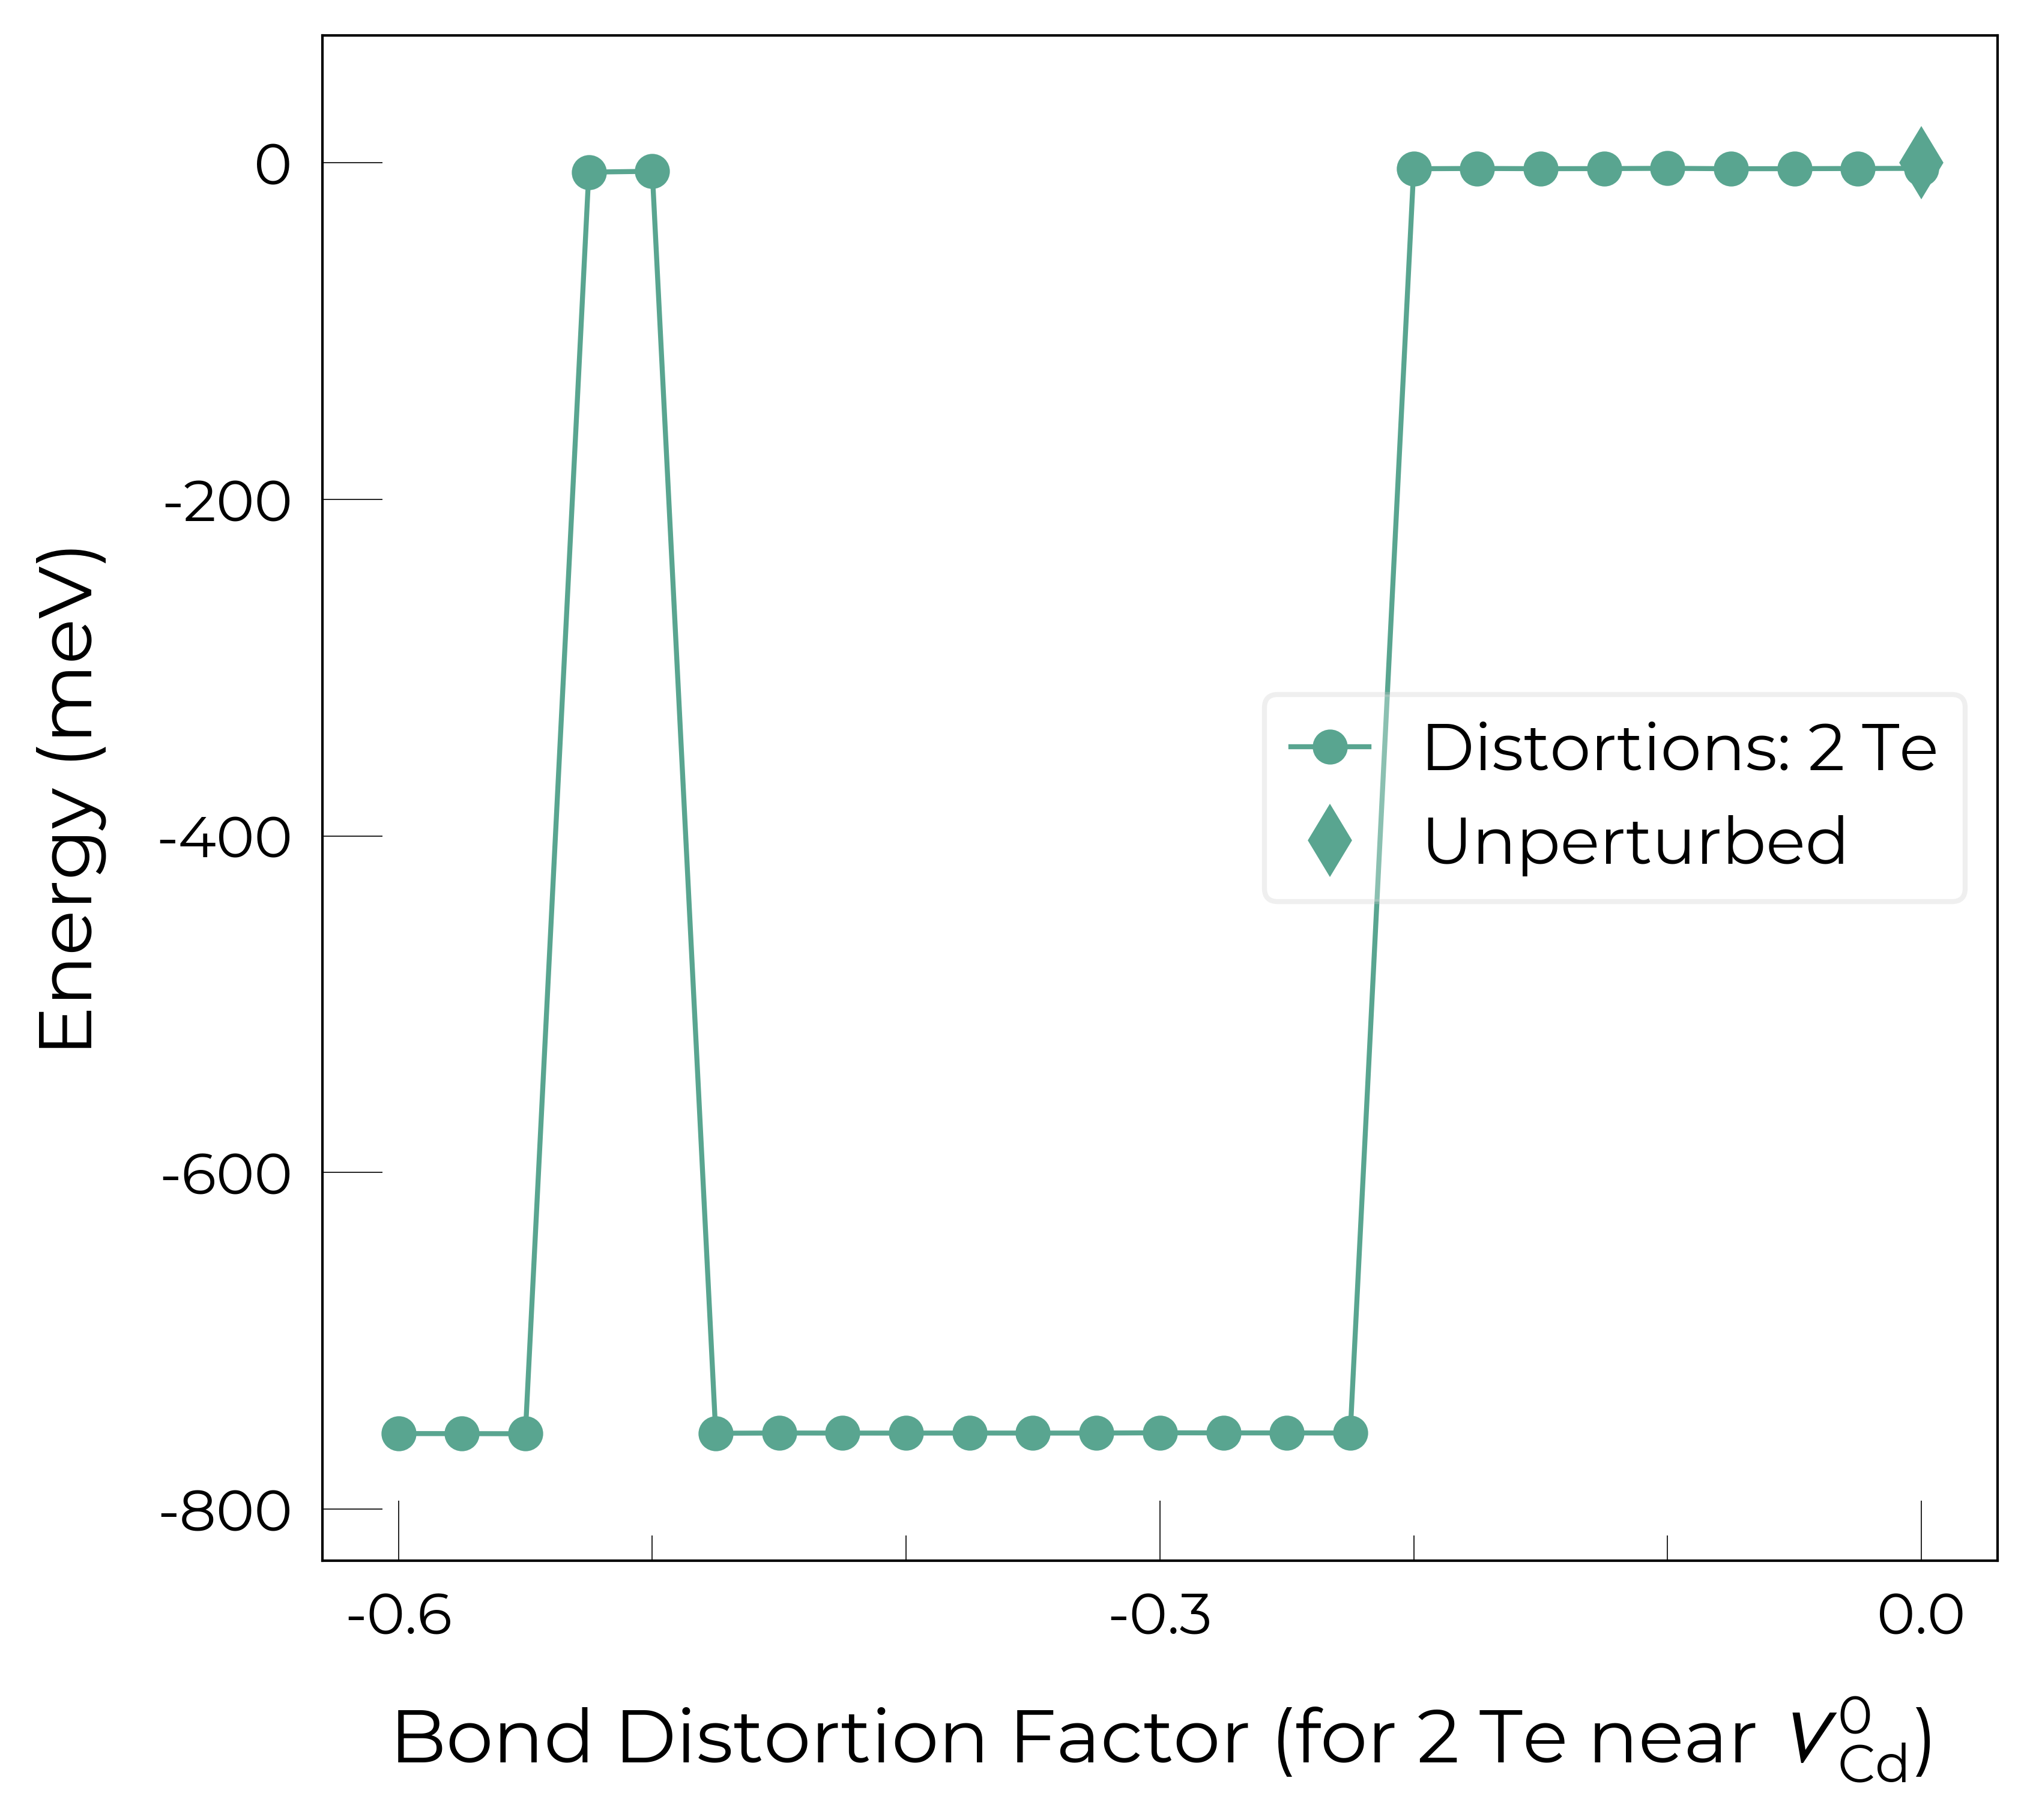 0
-200
-400
-600
-800
Energy (meV)
Distortions: 2 Te
Unperturbed
-0.6 -0.3 0.0
Bond Distortion Factor (for 2 Te near V⁰Cd)